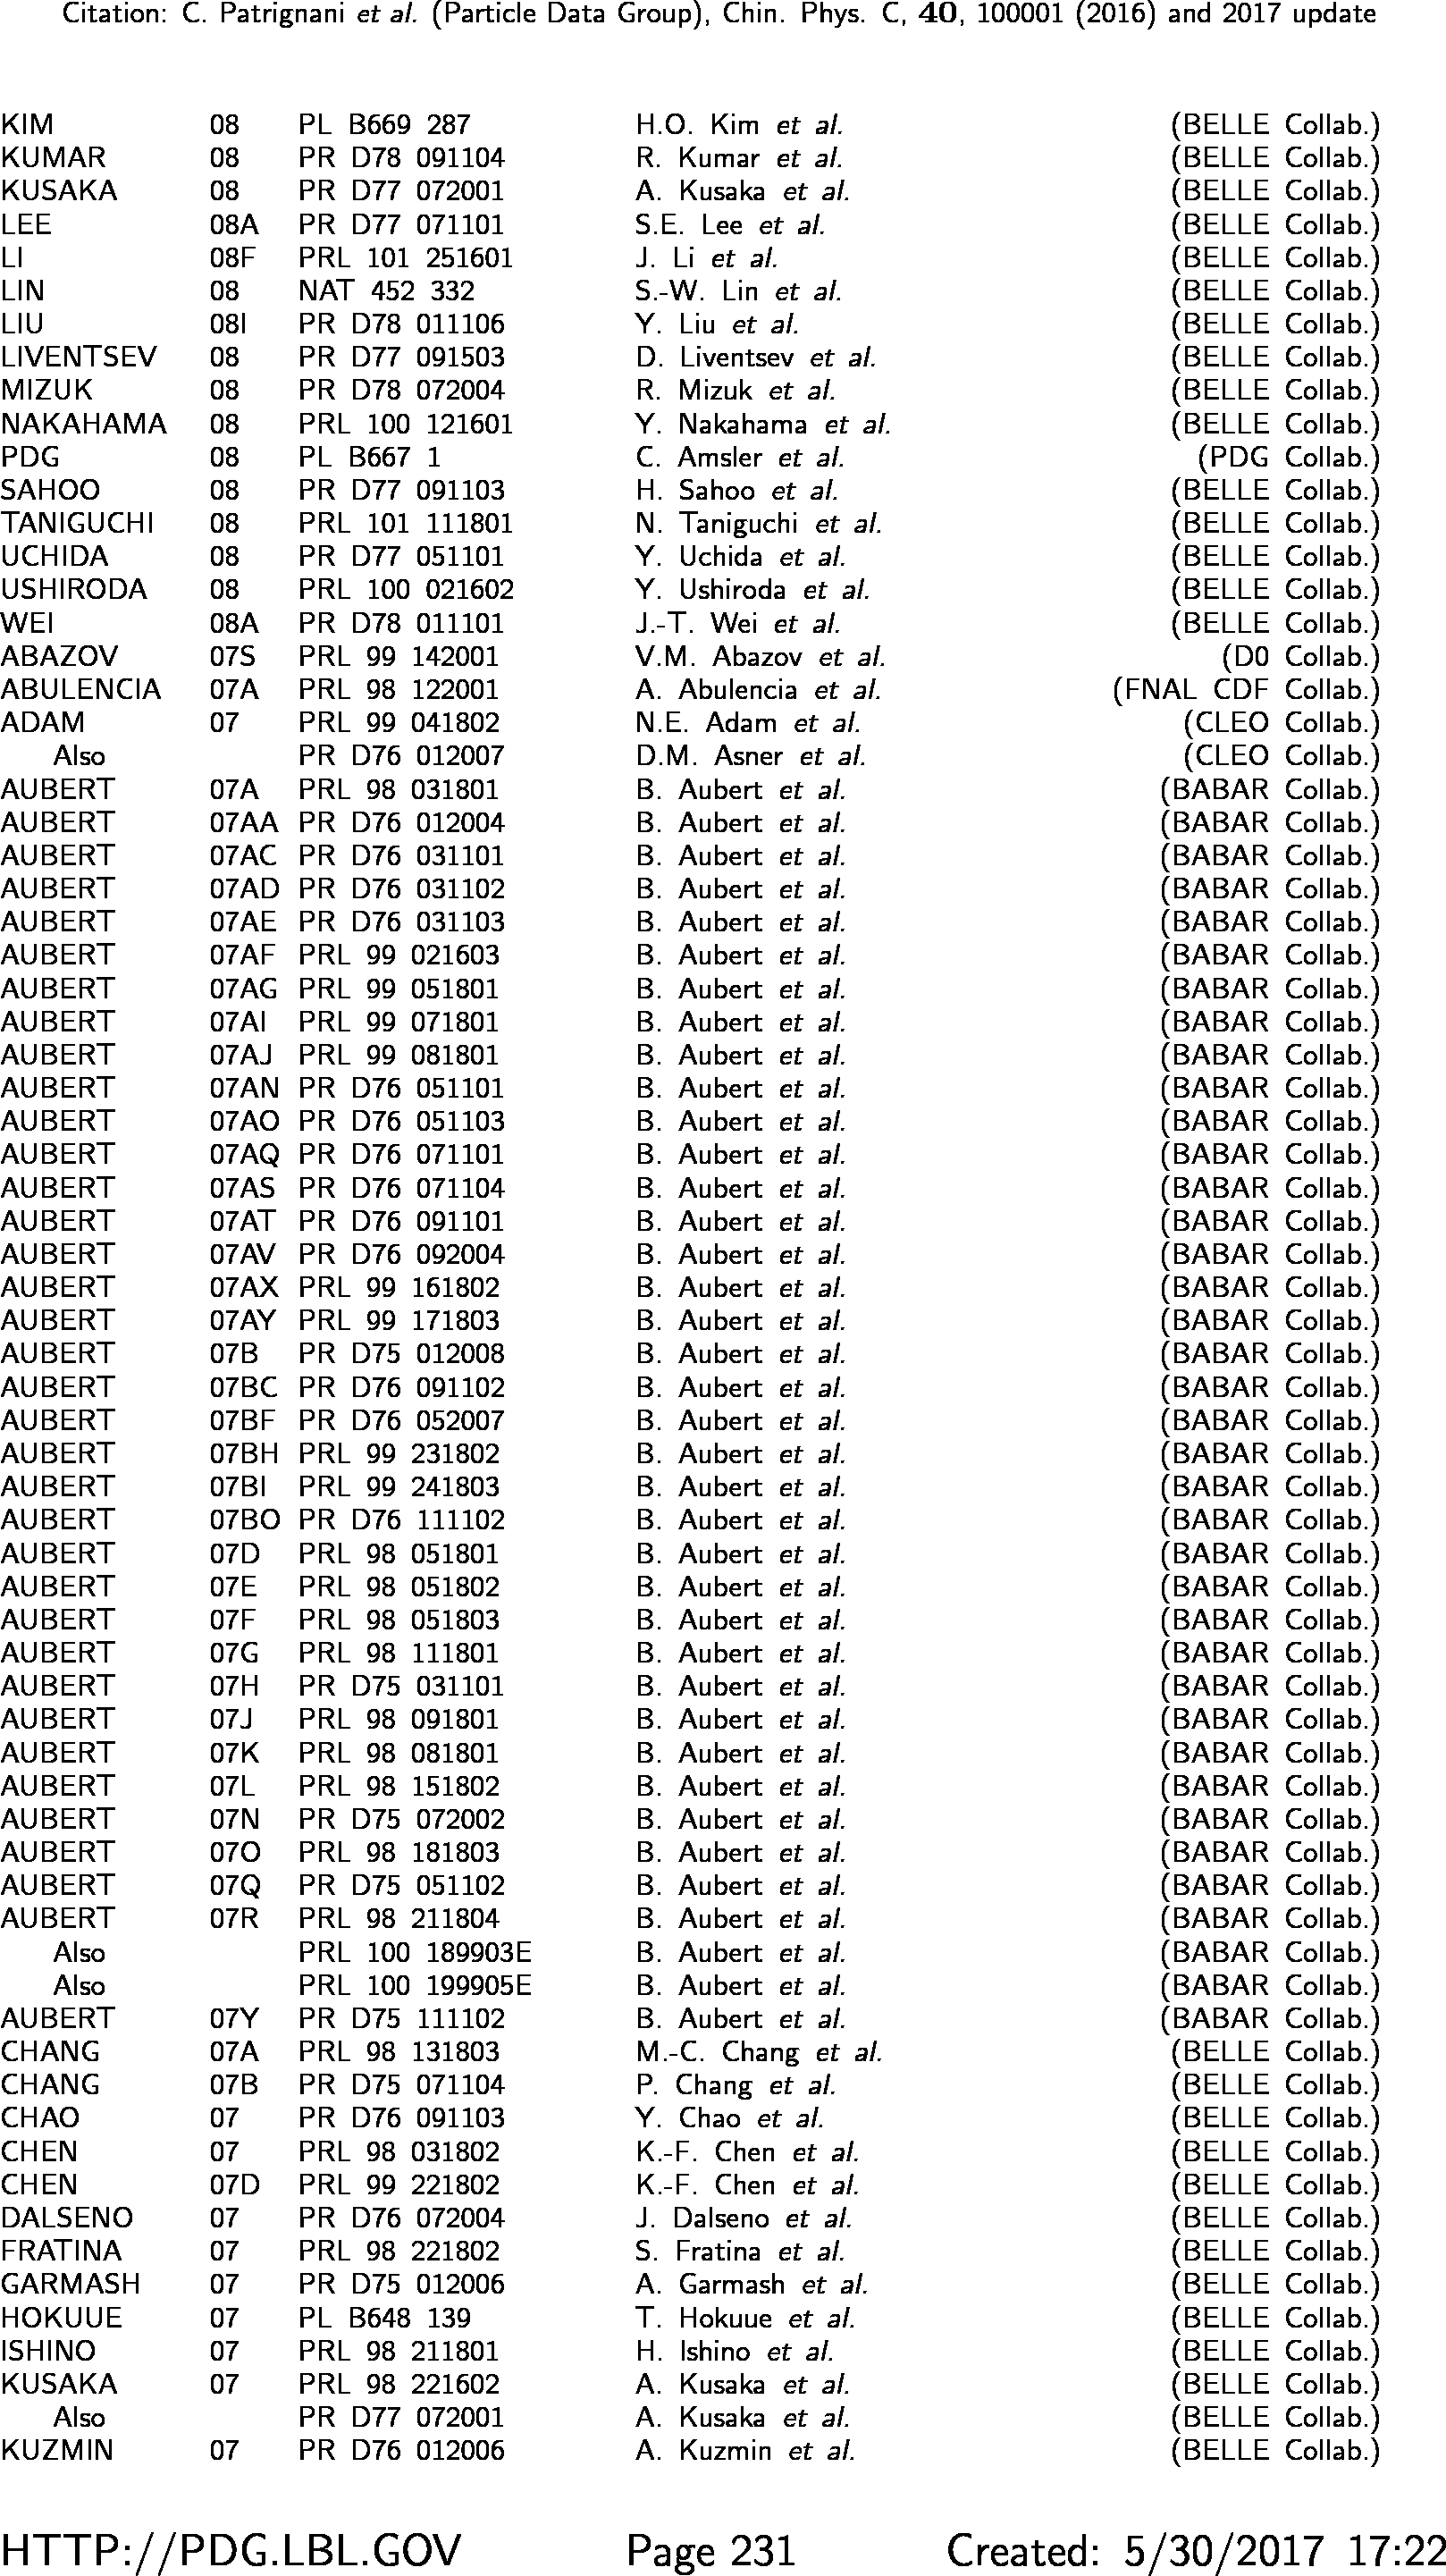 Citation: C. Patrignani et al. (Particle Data Group), Chin. Phys. C, 40, 100001 (2016) and 2017 update
KIM 08 PL B669 287 H.O. Kim et al. (BELLE Collab.)
KUMAR 08 PR D78 091104 R. Kumar et al. (BELLE Collab.)
KUSAKA 08 PR D77 072001 A. Kusaka et al. (BELLE Collab.)
LEE 08A PR D77 071101 S.E. Lee et al. (BELLE Collab.)
LI 08F PRL 101 251601 J. Li et al. (BELLE Collab.)
LIN 08 NAT 452 332 S.-W. Lin et al. (BELLE Collab.)
LIU 08I PR D78 011106 Y. Liu et al. (BELLE Collab.)
LIVENTSEV 08 PR D77 091503 D. Liventsev et al. (BELLE Collab.)
MIZUK 08 PR D78 072004 R. Mizuk et al. (BELLE Collab.)
NAKAHAMA 08 PRL 100 121601 Y. Nakahama et al. (BELLE Collab.)
PDG 08 PL B667 1 C. Amsler et al. (PDG Collab.)
SAHOO 08 PR D77 091103 H. Sahoo et al. (BELLE Collab.)
TANIGUCHI 08 PRL 101 111801 N. Taniguchi et al. (BELLE Collab.)
UCHIDA 08 PR D77 051101 Y. Uchida et al. (BELLE Collab.)
USHIRODA 08 PRL 100 021602 Y. Ushiroda et al. (BELLE Collab.)
WEI 08A PR D78 011101 J.-T. Wei et al. (BELLE Collab.)
ABAZOV 07S PRL 99 142001 V.M. Abazov et al. (D0 Collab.)
ABULENCIA 07A PRL 98 122001 A. Abulencia et al. (FNAL CDF Collab.)
ADAM 07 PRL 99 041802 N.E. Adam et al. (CLEO Collab.)
Also PR D76 012007 D.M. Asner et al. (CLEO Collab.)
AUBERT 07A PRL 98 031801 B. Aubert et al. (BABAR Collab.)
AUBERT 07AA PR D76 012004 B. Aubert et al. (BABAR Collab.)
AUBERT 07AC PR D76 031101 B. Aubert et al. (BABAR Collab.)
AUBERT 07AD PR D76 031102 B. Aubert et al. (BABAR Collab.)
AUBERT 07AE PR D76 031103 B. Aubert et al. (BABAR Collab.)
AUBERT 07AF PRL 99 021603 B. Aubert et al. (BABAR Collab.)
AUBERT 07AG PRL 99 051801 B. Aubert et al. (BABAR Collab.)
AUBERT 07AI PRL 99 071801 B. Aubert et al. (BABAR Collab.)
AUBERT 07AJ PRL 99 081801 B. Aubert et al. (BABAR Collab.)
AUBERT 07AN PR D76 051101 B. Aubert et al. (BABAR Collab.)
AUBERT 07AO PR D76 051103 B. Aubert et al. (BABAR Collab.)
AUBERT 07AQ PR D76 071101 B. Aubert et al. (BABAR Collab.)
AUBERT 07AS PR D76 071104 B. Aubert et al. (BABAR Collab.)
AUBERT 07AT PR D76 091101 B. Aubert et al. (BABAR Collab.)
AUBERT 07AV PR D76 092004 B. Aubert et al. (BABAR Collab.)
AUBERT 07AX PRL 99 161802 B. Aubert et al. (BABAR Collab.)
AUBERT 07AY PRL 99 171803 B. Aubert et al. (BABAR Collab.)
AUBERT 07B PR D75 012008 B. Aubert et al. (BABAR Collab.)
AUBERT 07BC PR D76 091102 B. Aubert et al. (BABAR Collab.)
AUBERT 07BF PR D76 052007 B. Aubert et al. (BABAR Collab.)
AUBERT 07BH PRL 99 231802 B. Aubert et al. (BABAR Collab.)
AUBERT 07BI PRL 99 241803 B. Aubert et al. (BABAR Collab.)
AUBERT 07BO PR D76 111102 B. Aubert et al. (BABAR Collab.)
AUBERT 07D PRL 98 051801 B. Aubert et al. (BABAR Collab.)
AUBERT 07E PRL 98 051802 B. Aubert et al. (BABAR Collab.)
AUBERT 07F PRL 98 051803 B. Aubert et al. (BABAR Collab.)
AUBERT 07G PRL 98 111801 B. Aubert et al. (BABAR Collab.)
AUBERT 07H PR D75 031101 B. Aubert et al. (BABAR Collab.)
AUBERT 07J PRL 98 091801 B. Aubert et al. (BABAR Collab.)
AUBERT 07K PRL 98 081801 B. Aubert et al. (BABAR Collab.)
AUBERT 07L PRL 98 151802 B. Aubert et al. (BABAR Collab.)
AUBERT 07N PR D75 072002 B. Aubert et al. (BABAR Collab.)
AUBERT 07O PRL 98 181803 B. Aubert et al. (BABAR Collab.)
AUBERT 07Q PR D75 051102 B. Aubert et al. (BABAR Collab.)
AUBERT 07R PRL 98 211804 B. Aubert et al. (BABAR Collab.)
Also PRL 100 189903E B. Aubert et al. (BABAR Collab.)
Also PRL 100 199905E B. Aubert et al. (BABAR Collab.)
AUBERT 07Y PR D75 111102 B. Aubert et al. (BABAR Collab.)
CHANG 07A PRL 98 131803 M.-C. Chang et al. (BELLE Collab.)
CHANG 07B PR D75 071104 P. Chang et al. (BELLE Collab.)
CHAO 07 PR D76 091103 Y. Chao et al. (BELLE Collab.)
CHEN 07 PRL 98 031802 K.-F. Chen et al. (BELLE Collab.)
CHEN 07D PRL 99 221802 K.-F. Chen et al. (BELLE Collab.)
DALSENO 07 PR D76 072004 J. Dalseno et al. (BELLE Collab.)
FRATINA 07 PRL 98 221802 S. Fratina et al. (BELLE Collab.)
GARMASH 07 PR D75 012006 A. Garmash et al. (BELLE Collab.)
HOKUUE 07 PL B648 139 T. Hokuue et al. (BELLE Collab.)
ISHINO 07 PRL 98 211801 H. Ishino et al. (BELLE Collab.)
KUSAKA 07 PRL 98 221602 A. Kusaka et al. (BELLE Collab.)
Also PR D77 072001 A. Kusaka et al. (BELLE Collab.)
KUZMIN 07 PR D76 012006 A. Kuzmin et al. (BELLE Collab.)
HTTP://PDG.LBL.GOV Page 231 Created: 5/30/2017 17:22